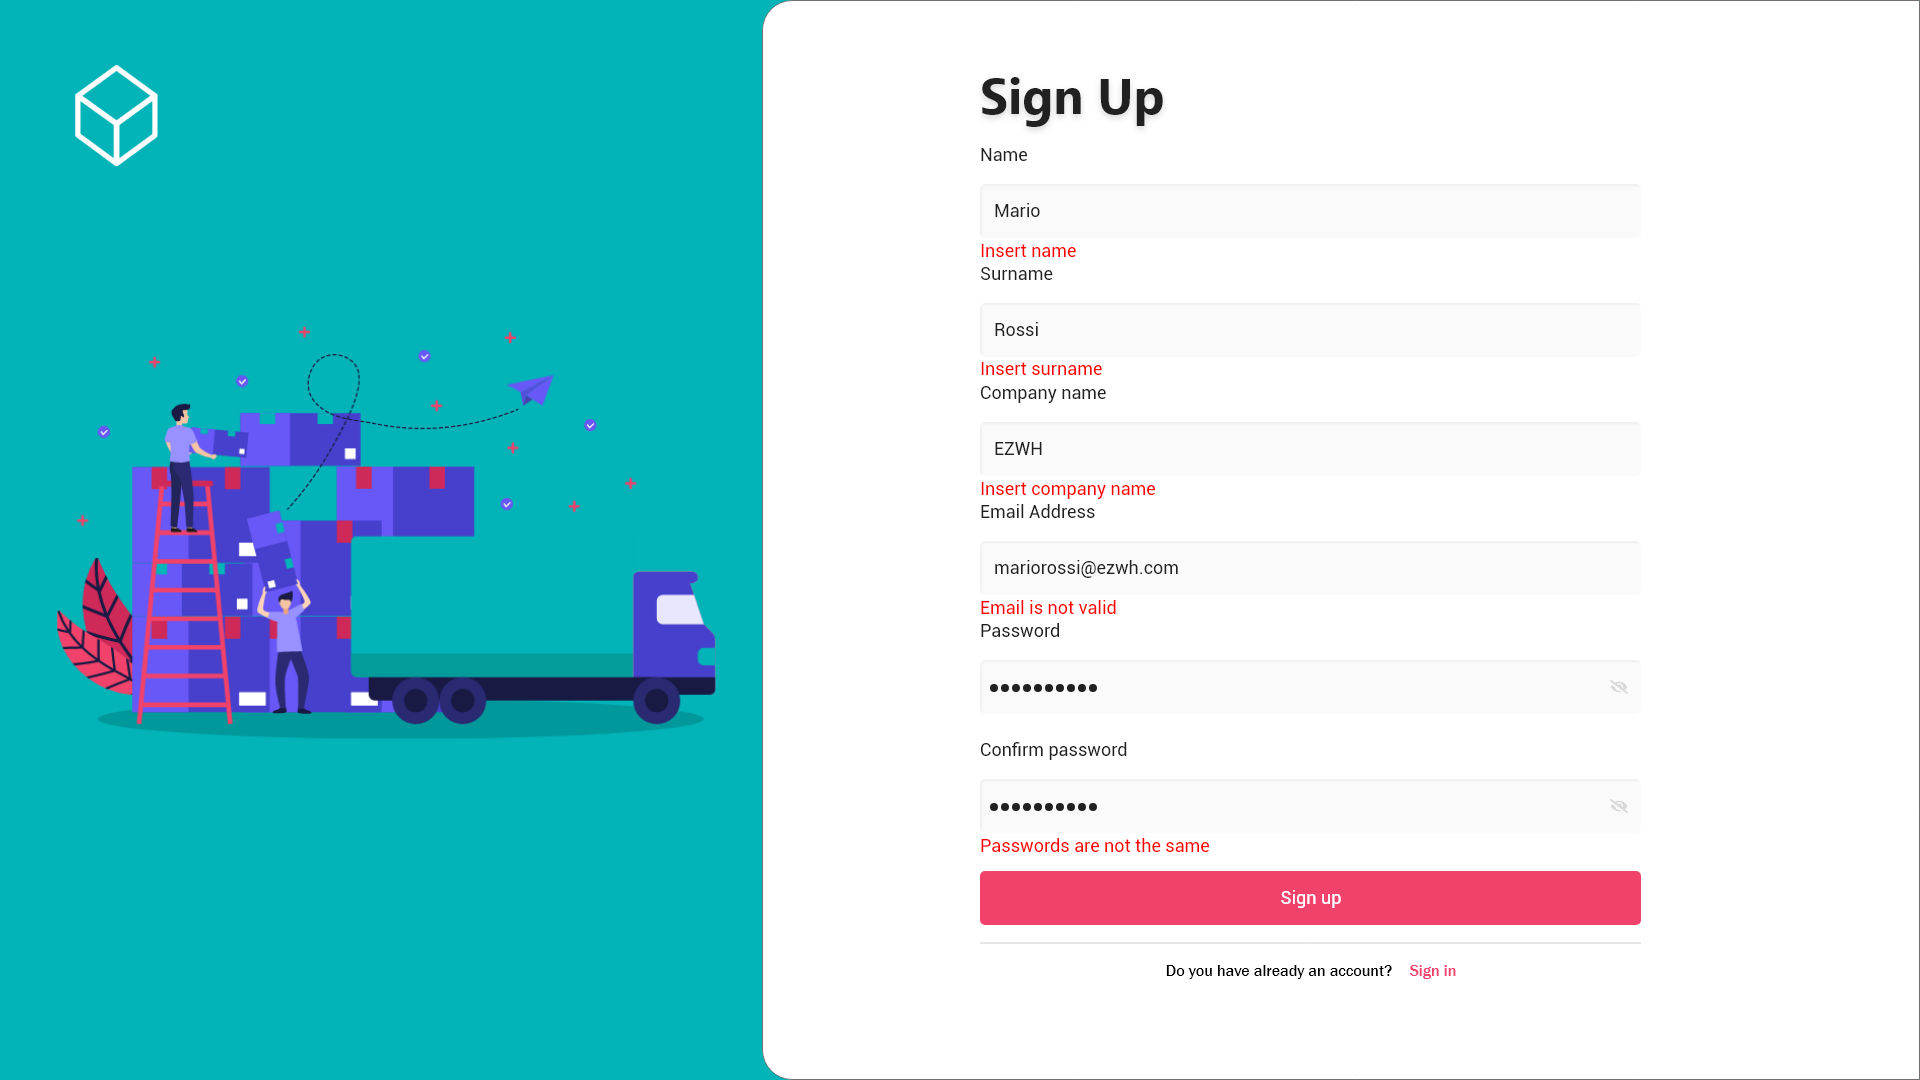 Sign Up
Name
Mario
Insert name
Surname
Rossi
Insert surname
Company name
EZWH
Insert company name
Email Address
mariorossi@ezwh.com
Email is not valid
Password
••••••••••
Confirm password
••••••••••
Passwords are not the same
Sign up
Do you have already an account? Sign in